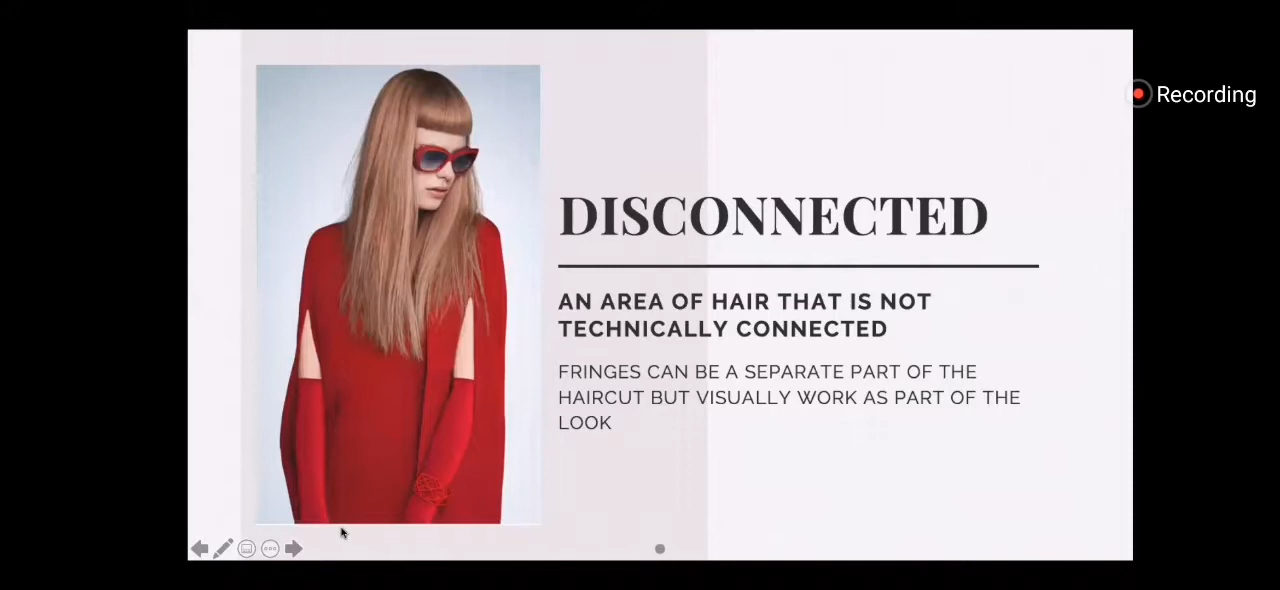 Recording
DISCONNECTED
AN AREA OF HAIR THAT IS NOT
TECHNICALLY CONNECTED
FRINGES CAN BE A SEPARATE PART OF THE
HAIRCUT BUT VISUALLY WORK AS PART OF THE
LOOK